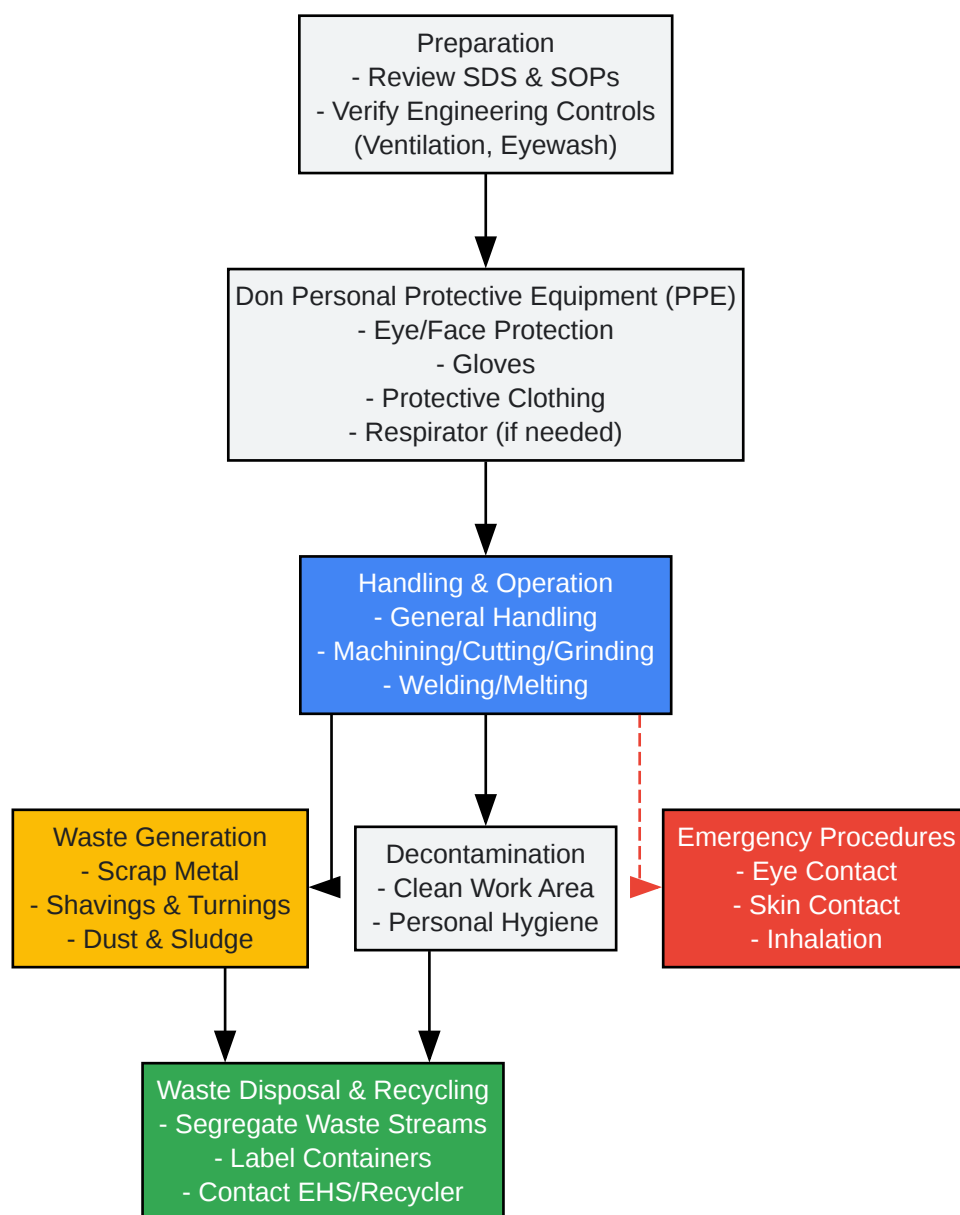 Preparation
- Review SDS & SOPs
- Verify Engineering Controls
(Ventilation, Eyewash)
Don Personal Protective Equipment (PPE)
- Eye/Face Protection
- Gloves
- Protective Clothing
- Respirator (if needed)
Handling & Operation
- General Handling
- Machining/Cutting/Grinding
- Welding/Melting
Waste Generation
- Scrap Metal
- Shavings & Turnings
- Dust & Sludge
Decontamination
- Clean Work Area
- Personal Hygiene
Emergency Procedures
- Eye Contact
- Skin Contact
- Inhalation
Waste Disposal & Recycling
- Segregate Waste Streams
- Label Containers
- Contact EHS/Recycler